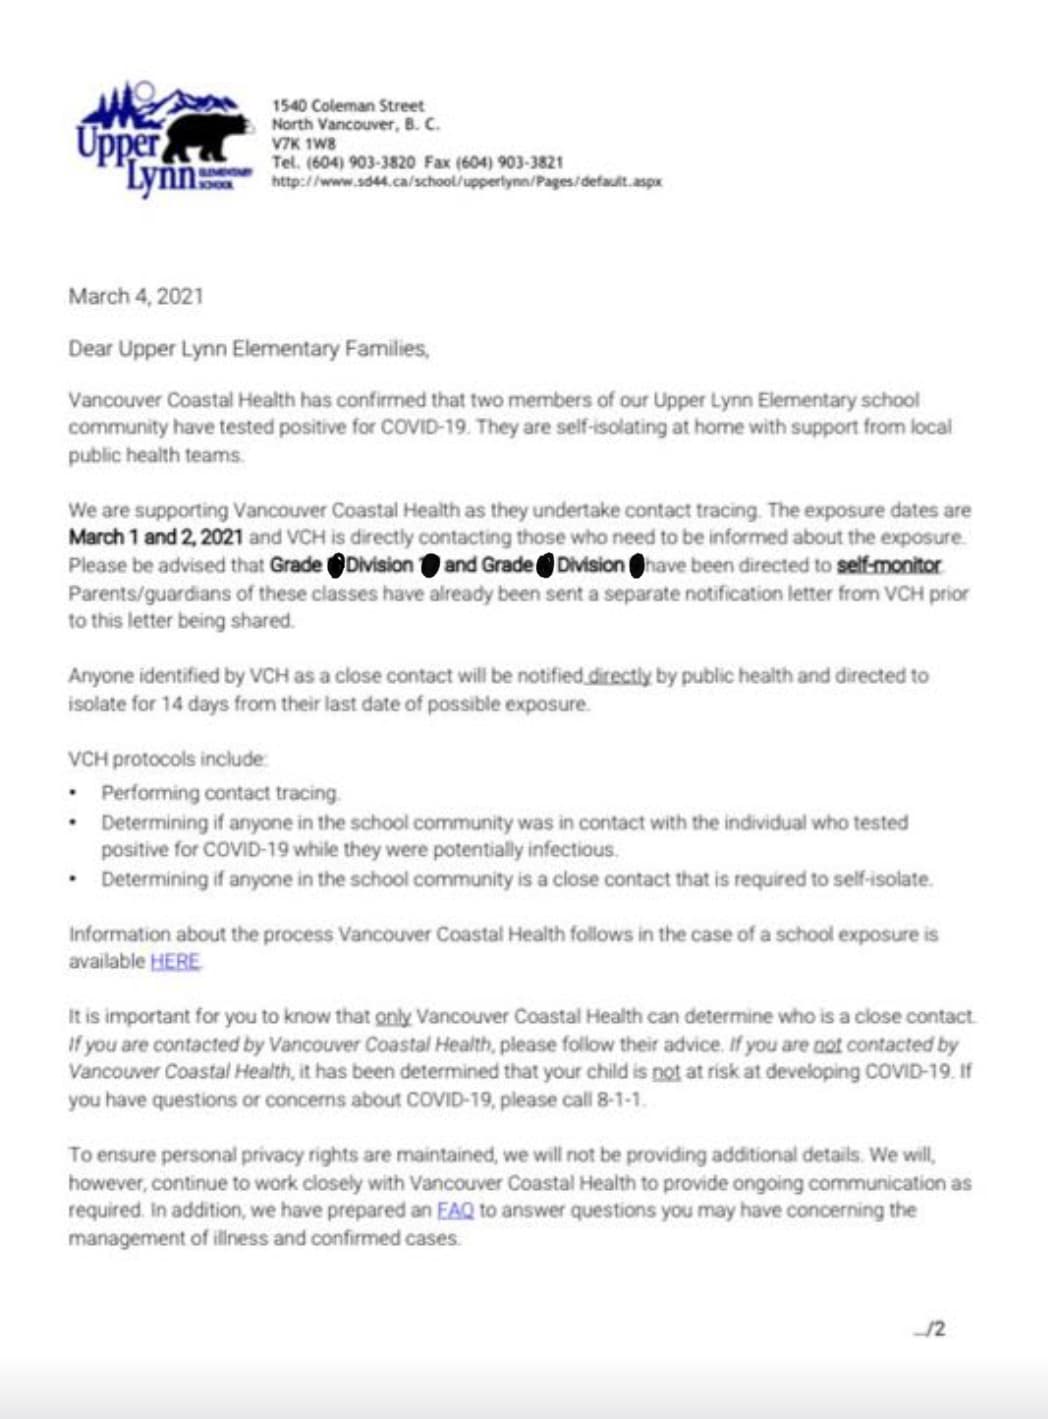 Upper
Lynn ELEMENTARY
SCHOOL
1540 Coleman Street
North Vancouver, B. C.
V7K 1W8
Tel. (604) 903-3820 Fax (604) 903-3821
http://www.sd44.ca/school/upperlynn/Pages/default.aspx
March 4, 2021
Dear Upper Lynn Elementary Families,
Vancouver Coastal Health has confirmed that two members of our Upper Lynn Elementary school
community have tested positive for COVID-19. They are self-isolating at home with support from local
public health teams.
We are supporting Vancouver Coastal Health as they undertake contact tracing. The exposure dates are
March 1 and 2, 2021 and VCH is directly contacting those who need to be informed about the exposure.
Please be advised that Grade Division and Grade Division have been directed to self-monitor.
Parents/guardians of these classes have already been sent a separate notification letter from VCH prior
to this letter being shared.
Anyone identified by VCH as a close contact will be notified directly by public health and directed to
isolate for 14 days from their last date of possible exposure.
VCH protocols include:
• Performing contact tracing.
• Determining if anyone in the school community was in contact with the individual who tested
positive for COVID-19 while they were potentially infectious.
• Determining if anyone in the school community is a close contact that is required to self-isolate.
Information about the process Vancouver Coastal Health follows in the case of a school exposure is
available HERE.
It is important for you to know that only Vancouver Coastal Health can determine who is a close contact.
If you are contacted by Vancouver Coastal Health, please follow their advice. If you are not contacted by
Vancouver Coastal Health, it has been determined that your child is not at risk at developing COVID-19. If
you have questions or concerns about COVID-19, please call 8-1-1.
To ensure personal privacy rights are maintained, we will not be providing additional details. We will,
however, continue to work closely with Vancouver Coastal Health to provide ongoing communication as
required. In addition, we have prepared an FAQ to answer questions you may have concerning the
management of illness and confirmed cases.
.../2